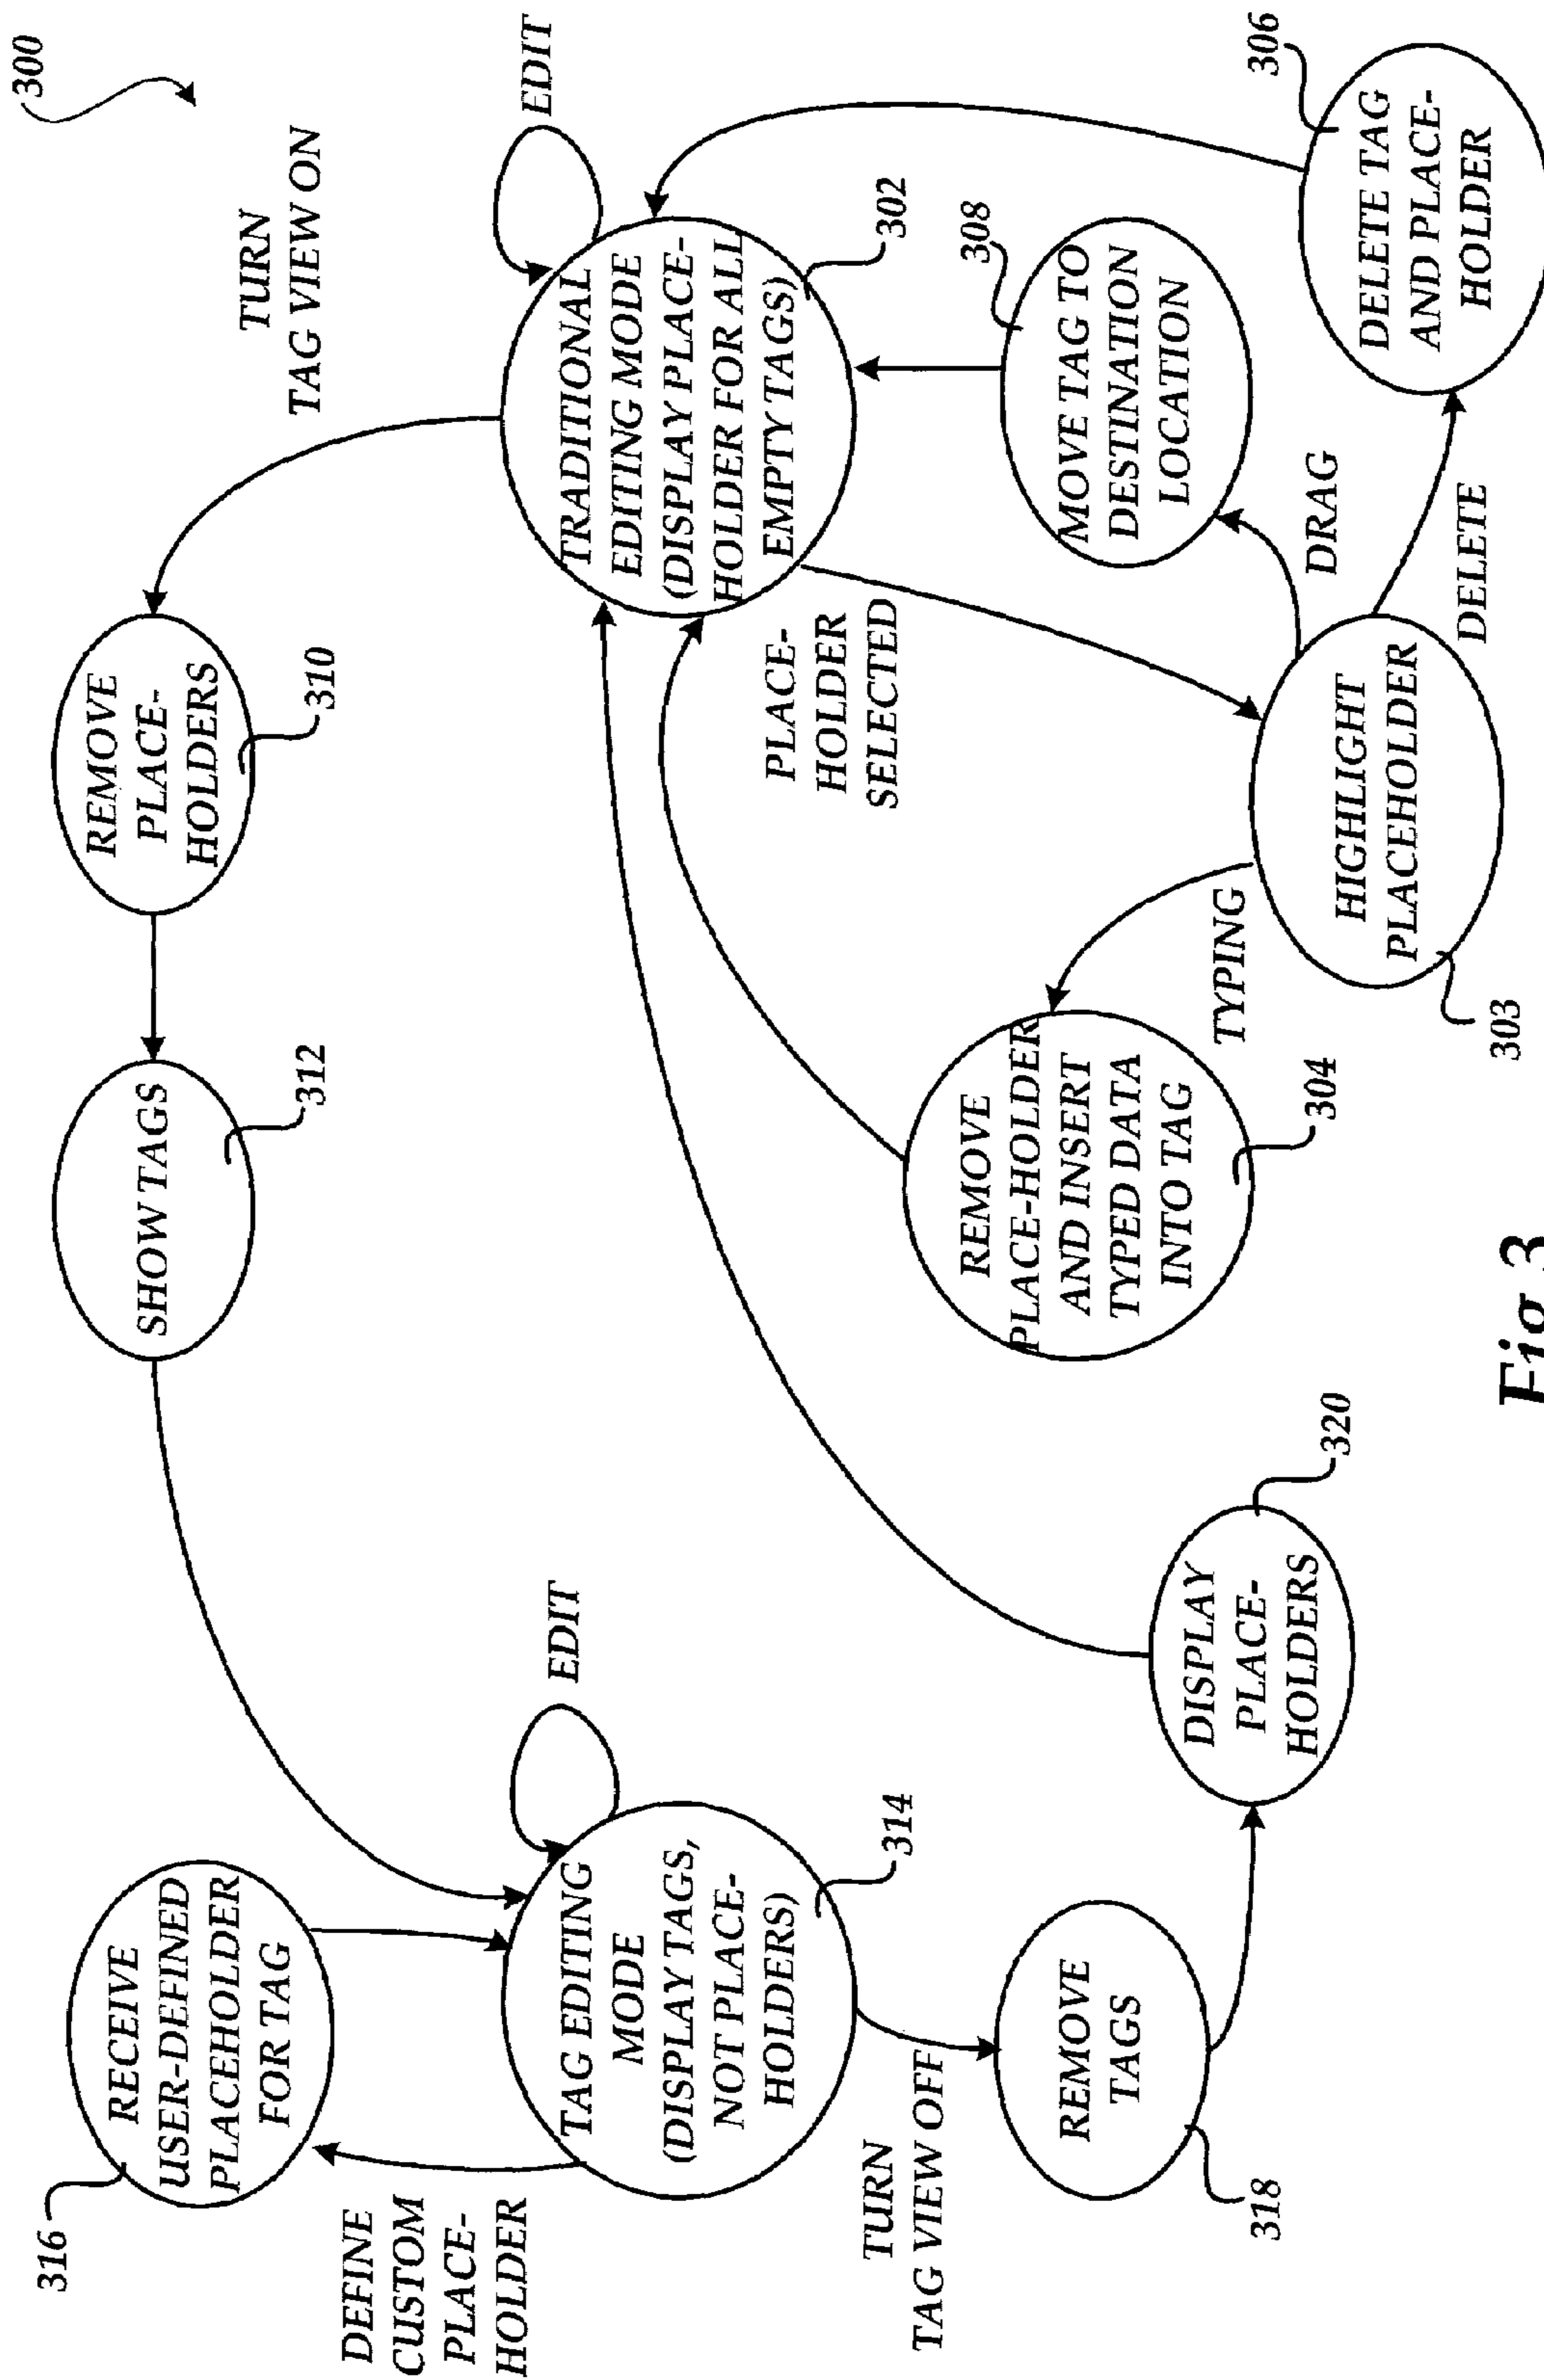 300
316
RECEIVE
USER-DEFINED
PLACEHOLDER
FOR TAG
SHOW TAGS
312
REMOVE
PLACE-
HOLDERS
310
TURN
TAG VIEW ON
DEFINE
CUSTOM
PLACE-
HOLDER
EDIT
TAG EDITING
MODE
(DISPLAY TAGS,
NOT PLACE-
HOLDERS)
314
EDIT
TRADITIONAL
EDITING MODE
(DISPLAY PLACE-
HOLDER FOR ALL
EMPTY TAGS)
302
TURN
TAG VIEW OFF
PLACE-
HOLDER
SELECTED
REMOVE
TAGS
318
DISPLAY
PLACE-
HOLDERS
320
REMOVE
PLACE-HOLDER
AND INSERT
TYPED DATA
INTO TAG
304
TYPING
308
MOVE TAG TO
DESTINATION
LOCATION
DRAG
HIGHLIGHT
PLACEHOLDER
303
DELETE
306
DELETE TAG
AND PLACE-
HOLDER
Fig. 3